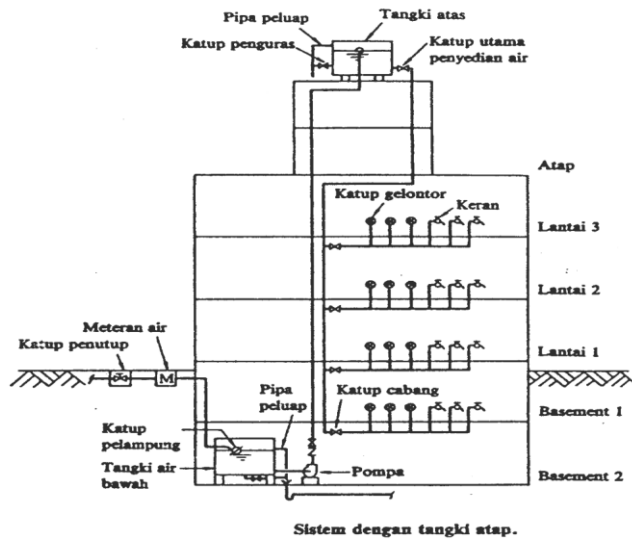 Pipa peluap
Tangki atas
Katup penguras
Katup utama
penyedian air
Atap
Katup gelontor
Keran
Lantai 3
Lantai 2
Meteran air
Katup penutup
Lantai 1
Pipa
peluap
Katup cabang
Basement 1
Katup
pelampung
Tangki air
bawah
Pompa
Basement 2
M
Sistem dengan tangki atap.